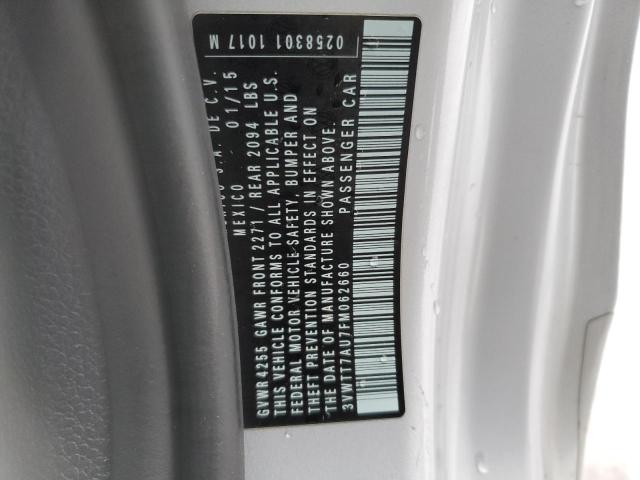 S.A. DE C.V.
MEXICO 01/15
GVWR 4255 GAWR FRONT 2271/ REAR 2094 LBS
THIS VEHICLE CONFORMS TO ALL APPLICABLE U.S.
FEDERAL MOTOR VEHICLE SAFETY, BUMPER AND
THEFT PREVENTION STANDARDS IN EFFECT ON
THE DATE OF MANUFACTURE SHOWN ABOVE.
3VWTT7AU7FM062660 PASSENGER CAR
0258301 1017 M